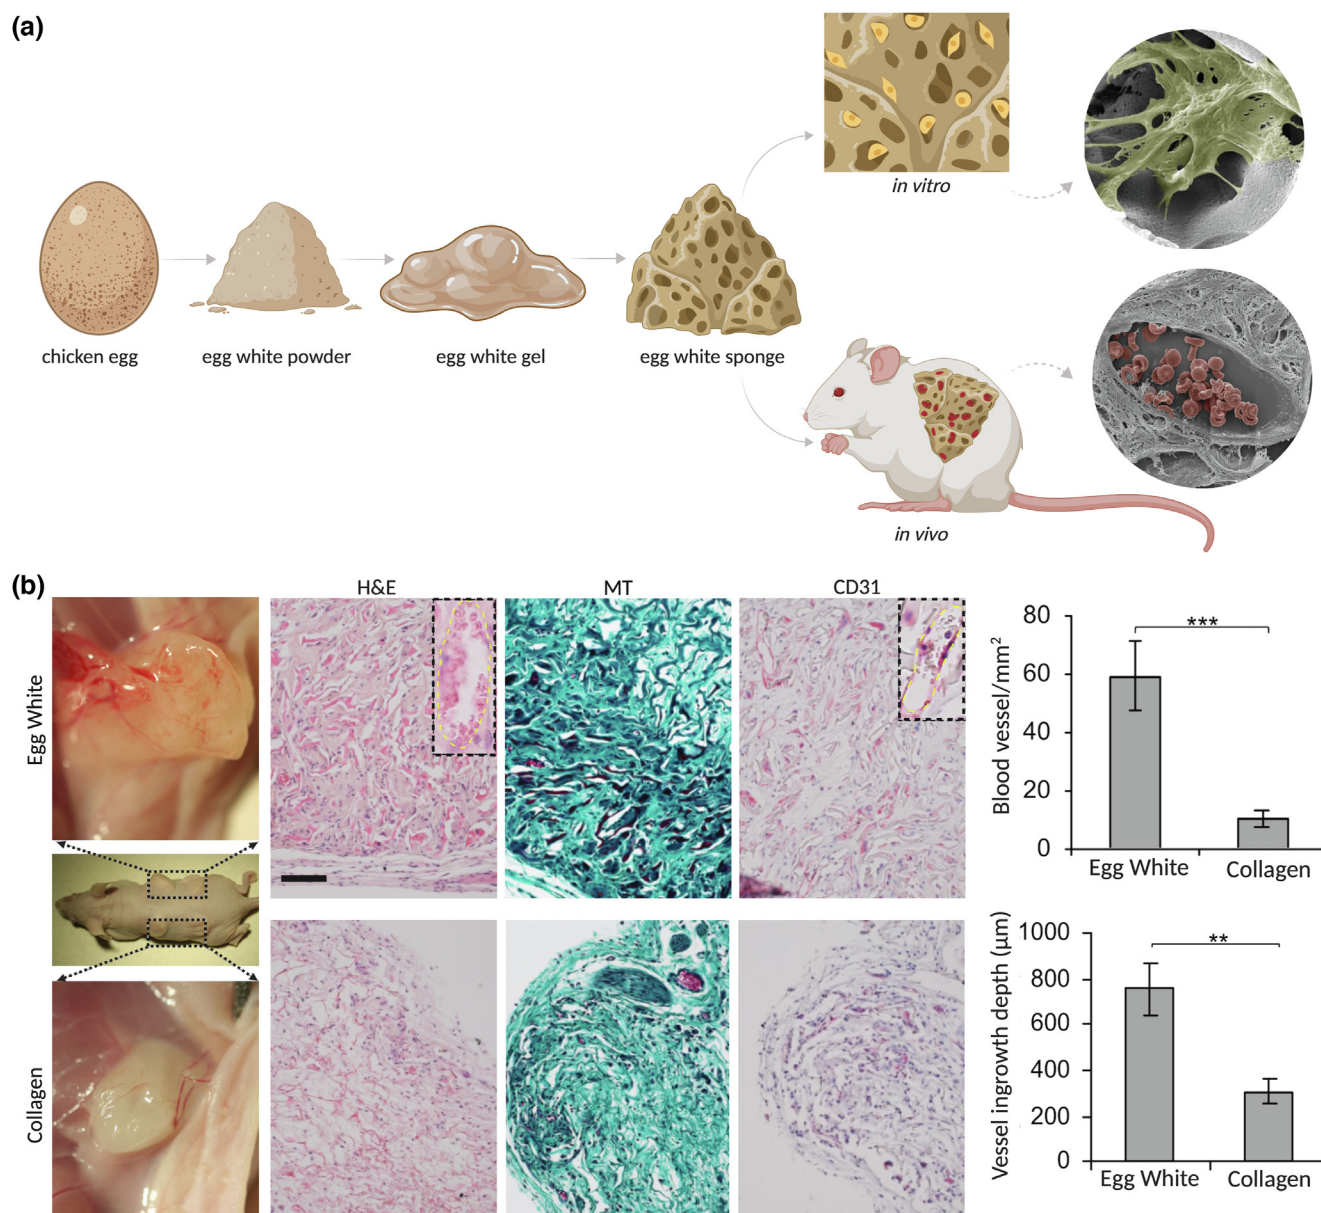 (a)
in vitro
chicken egg
egg white powder
egg white gel
egg white sponge
in vivo
(b)
H&E
MT
CD31
Egg White
Collagen
Blood vessel/mm²
80
60
40
20
0
***
Egg White
Collagen
Vessel ingrowth depth (µm)
1000
800
600
400
200
0
**
Egg White
Collagen